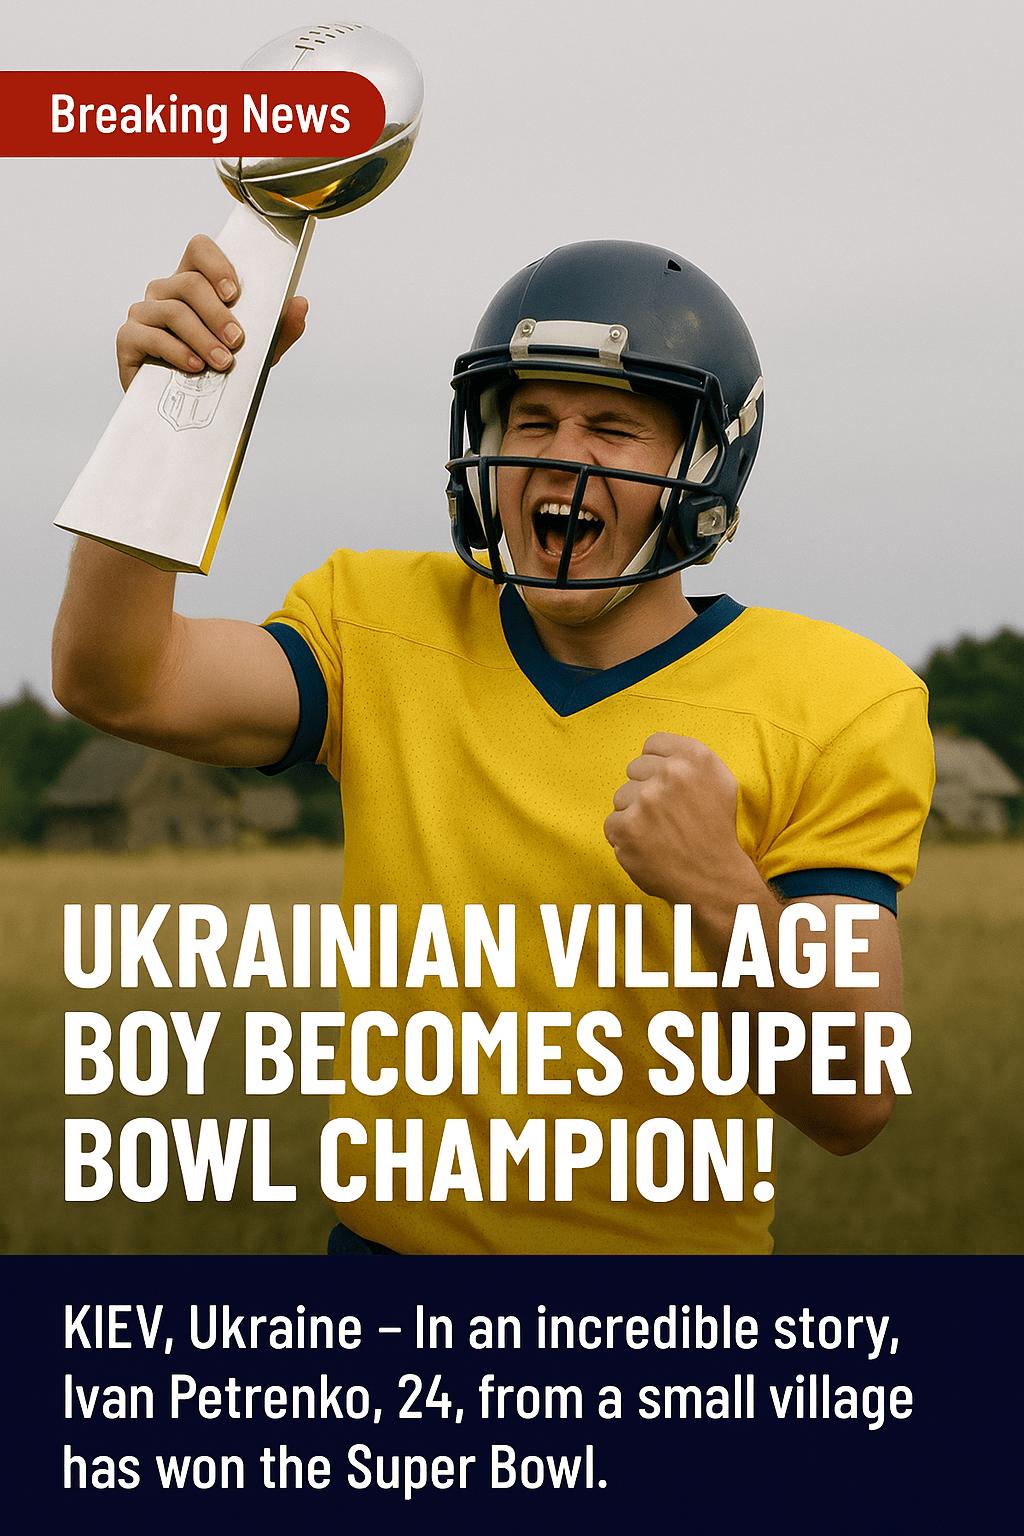 Breaking News
UKRAINIAN VILLAGE
BOY BECOMES SUPER
BOWL CHAMPION!
KIEV, Ukraine – In an incredible story,
Ivan Petrenko, 24, from a small village
has won the Super Bowl.